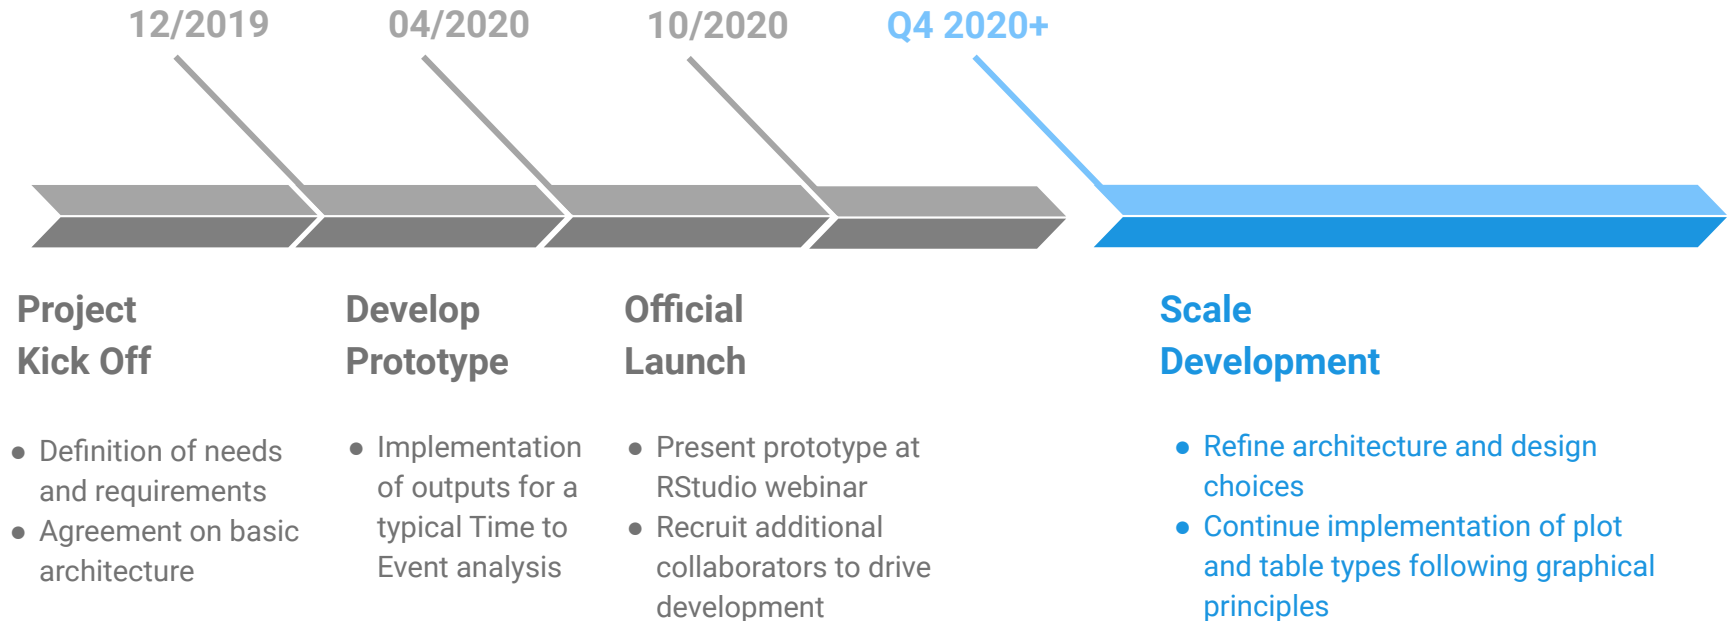 12/2019
04/2020
10/2020
Q4 2020+
Project
Kick Off
● Definition of needs
and requirements
● Agreement on basic
architecture
Develop
Prototype
● Implementation
of outputs for a
typical Time to
Event analysis
Official
Launch
● Present prototype at
RStudio webinar
● Recruit additional
collaborators to drive
development
Scale
Development
● Refine architecture and design
choices
● Continue implementation of plot
and table types following graphical
principles